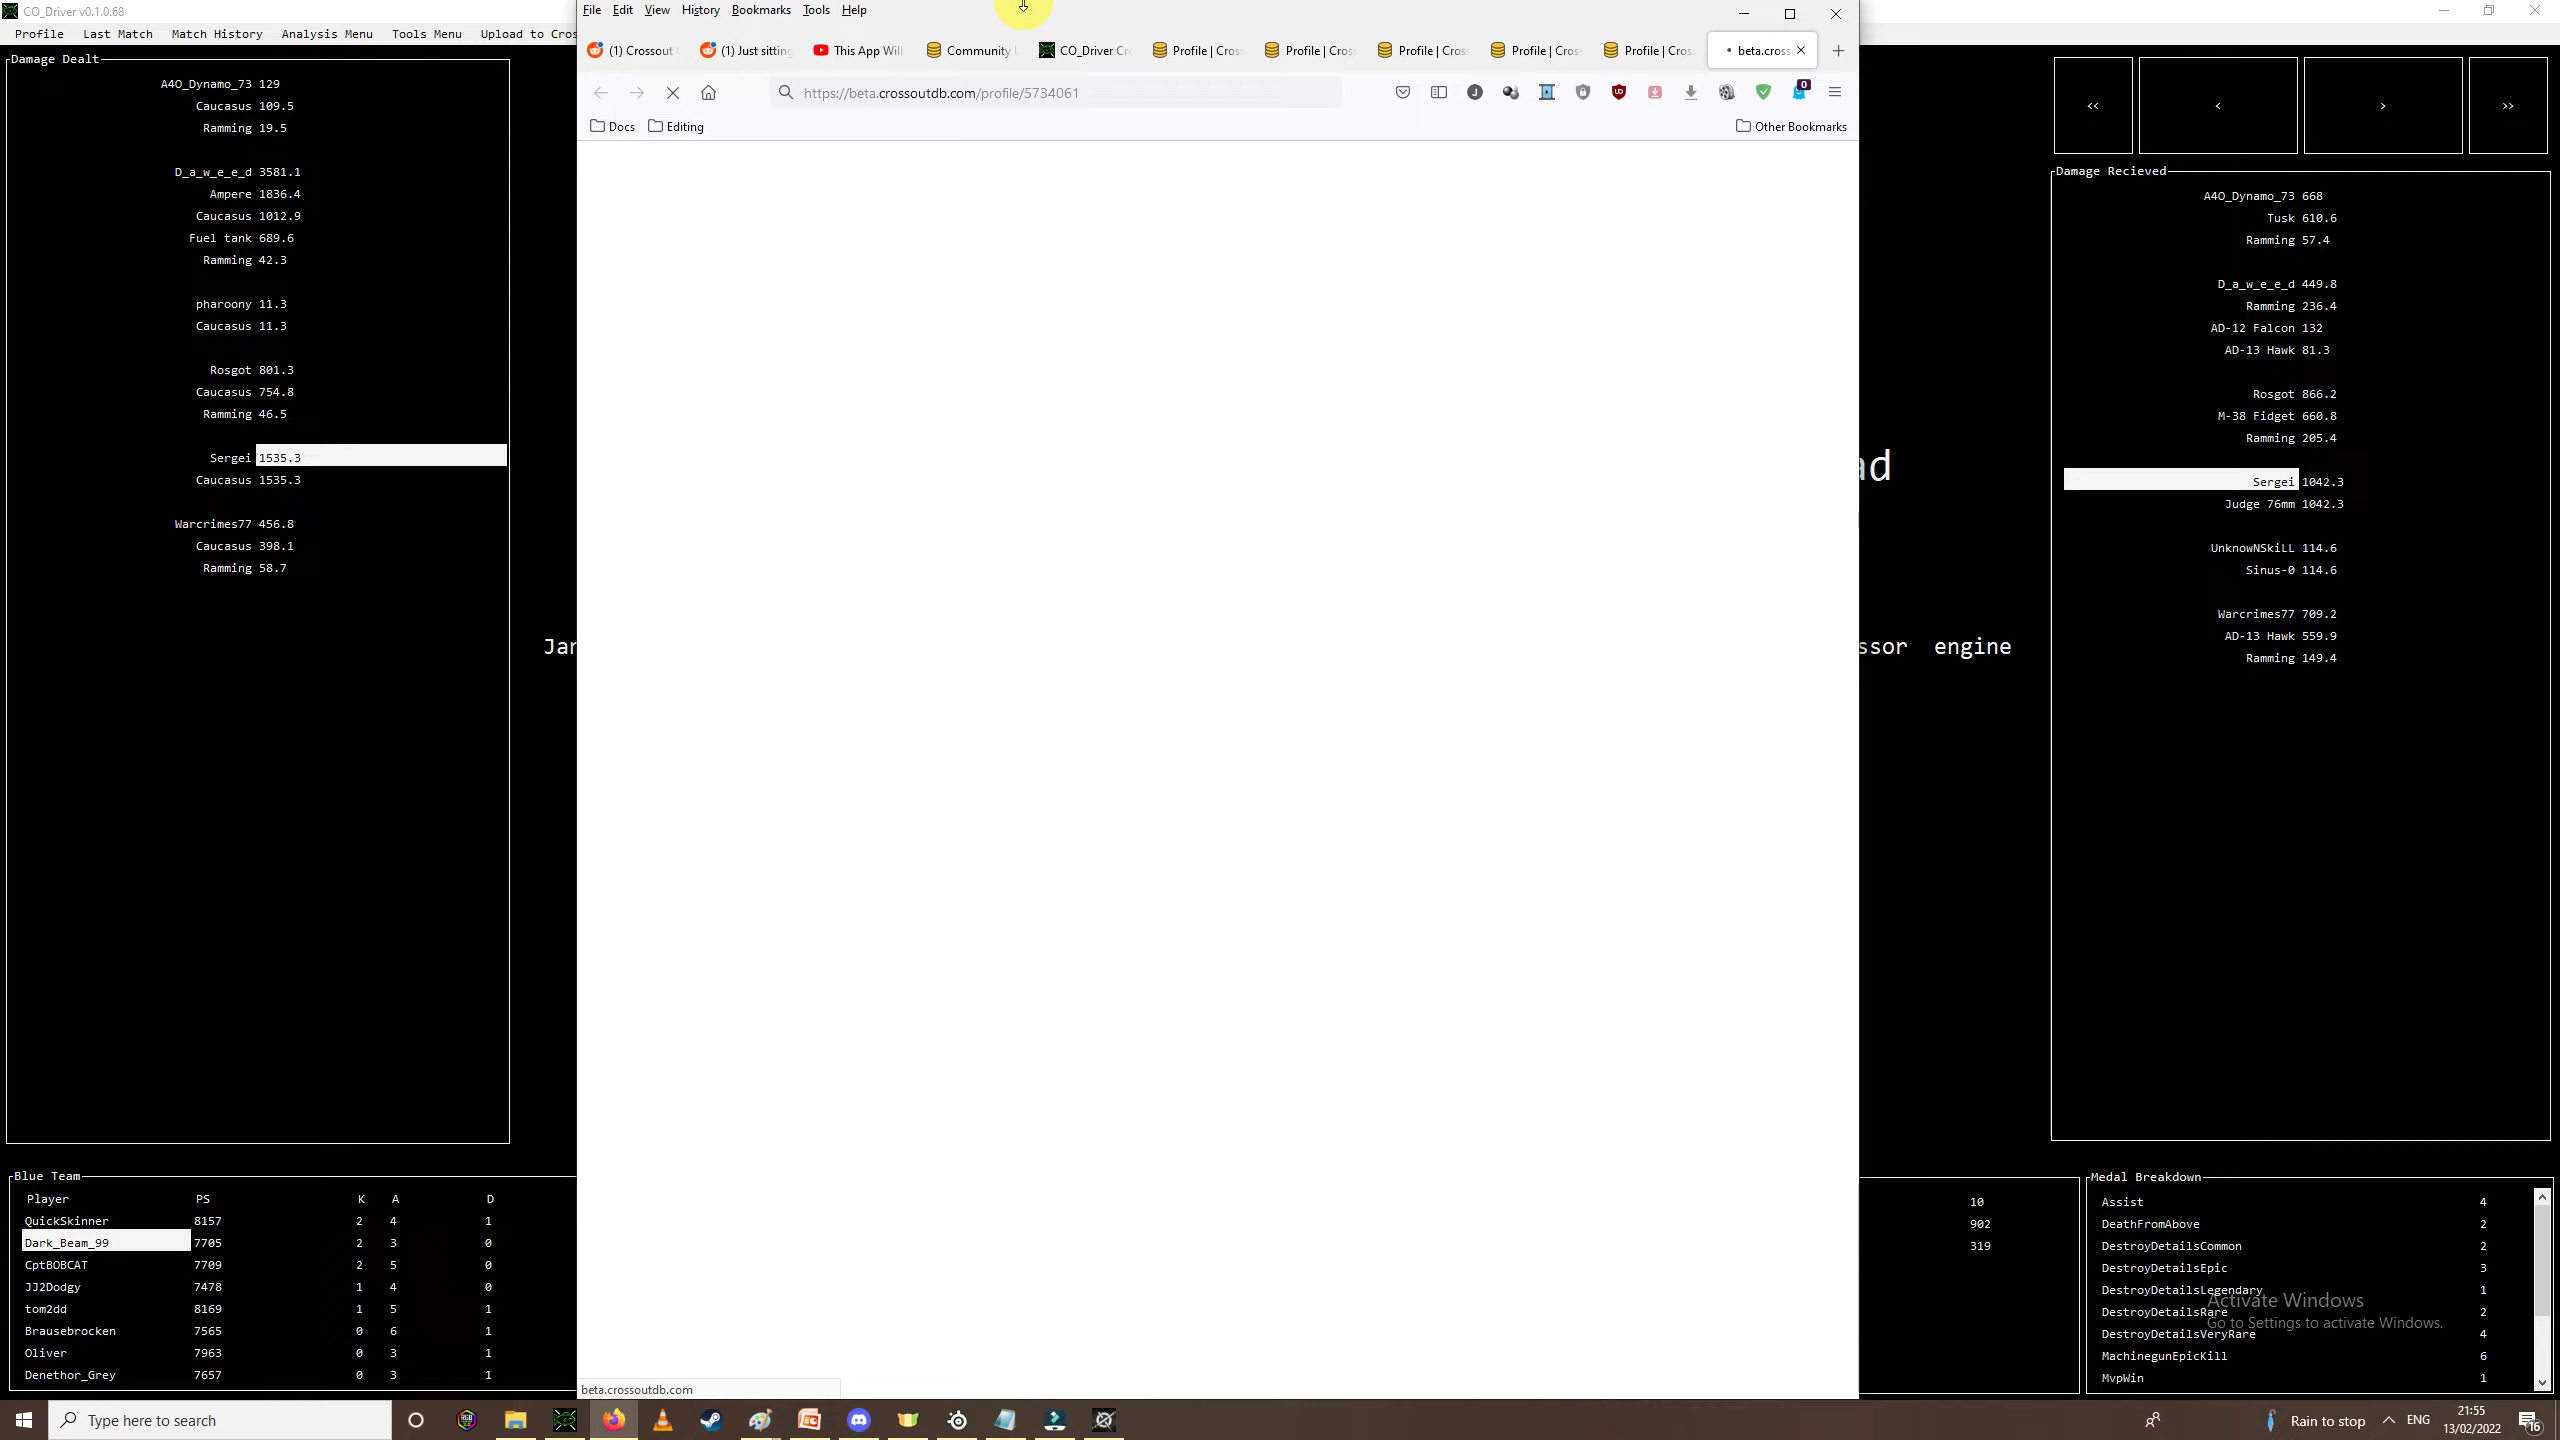 CO_Driver v0.1.0.68
Profile Last Match Match History Analysis Menu Tools Menu Upload to Cros
Damage Dealt
A4O_Dynamo_73 129
Caucasus 109.5
Ramming 19.5
D_a_w_e_e_d 3581.1
Ampere 1836.4
Caucasus 1012.9
Fuel tank 689.6
Ramming 42.3
pharoony 11.3
Caucasus 11.3
Rosgot 801.3
Caucasus 754.8
Ramming 46.5
Sergei 1535.3
Caucasus 1535.3
Warcrimes77 456.8
Caucasus 398.1
Ramming 58.7
Jar
Blue Team
Player PS K A D
QuickSkinner 8157 2 4 1
Dark_Beam_99 7705 2 3 0
CptBOBCAT 7709 2 5 0
JJ2Dodgy 7478 1 4 0
tom2dd 8169 1 5 1
Brausebrocken 7565 0 6 1
Oliver 7963 0 3 1
Denethor_Grey 7657 0 3 1
File Edit View History Bookmarks Tools Help
(1) Crossout (1) Just sitting This App Will Community CO_Driver Cr Profile | Cros Profile | Cros Profile | Cros Profile | Cros Profile | Cros beta.cross
https://beta.crossoutdb.com/profile/5734061
0
Docs Editing Other Bookmarks
beta.crossoutdb.com
<< < > >>
Damage Recieved
A4O_Dynamo_73 668
Tusk 610.6
Ramming 57.4
D_a_w_e_e_d 449.8
Ramming 236.4
AD-12 Falcon 132
AD-13 Hawk 81.3
Rosgot 866.2
M-38 Fidget 660.8
Ramming 205.4
Sergei 1042.3
Judge 76mm 1042.3
UnknowNSkiLL 114.6
Sinus-0 114.6
Warcrimes77 709.2
AD-13 Hawk 559.9
Ramming 149.4
ad
ssor engine
10
902
319
Medal Breakdown
Assist 4
DeathFromAbove 2
DestroyDetailsCommon 2
DestroyDetailsEpic 3
DestroyDetailsLegendary 1
DestroyDetailsRare 2
DestroyDetailsVeryRare 4
MachinegunEpicKill 6
MvpWin 1
Activate Windows
Go to Settings to activate Windows.
Type here to search
Rain to stop ENG
21:55
13/02/2022
16